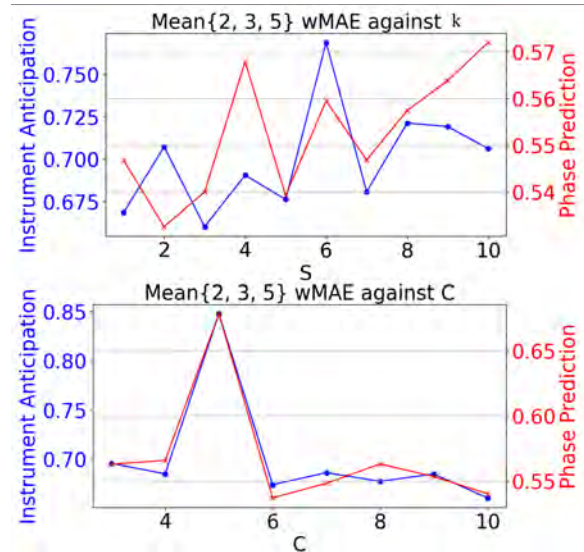 Mean{2, 3, 5} wMAE against k
Instrument Anticipation
0.750
0.725
0.700
0.675
0.57
0.56
0.55
0.54
Phase Prediction
2 4 6 8 10
S
Mean{2, 3, 5} wMAE against C
Instrument Anticipation
0.85
0.80
0.75
0.70
0.65
0.60
0.55
Phase Prediction
4 6 8 10
C